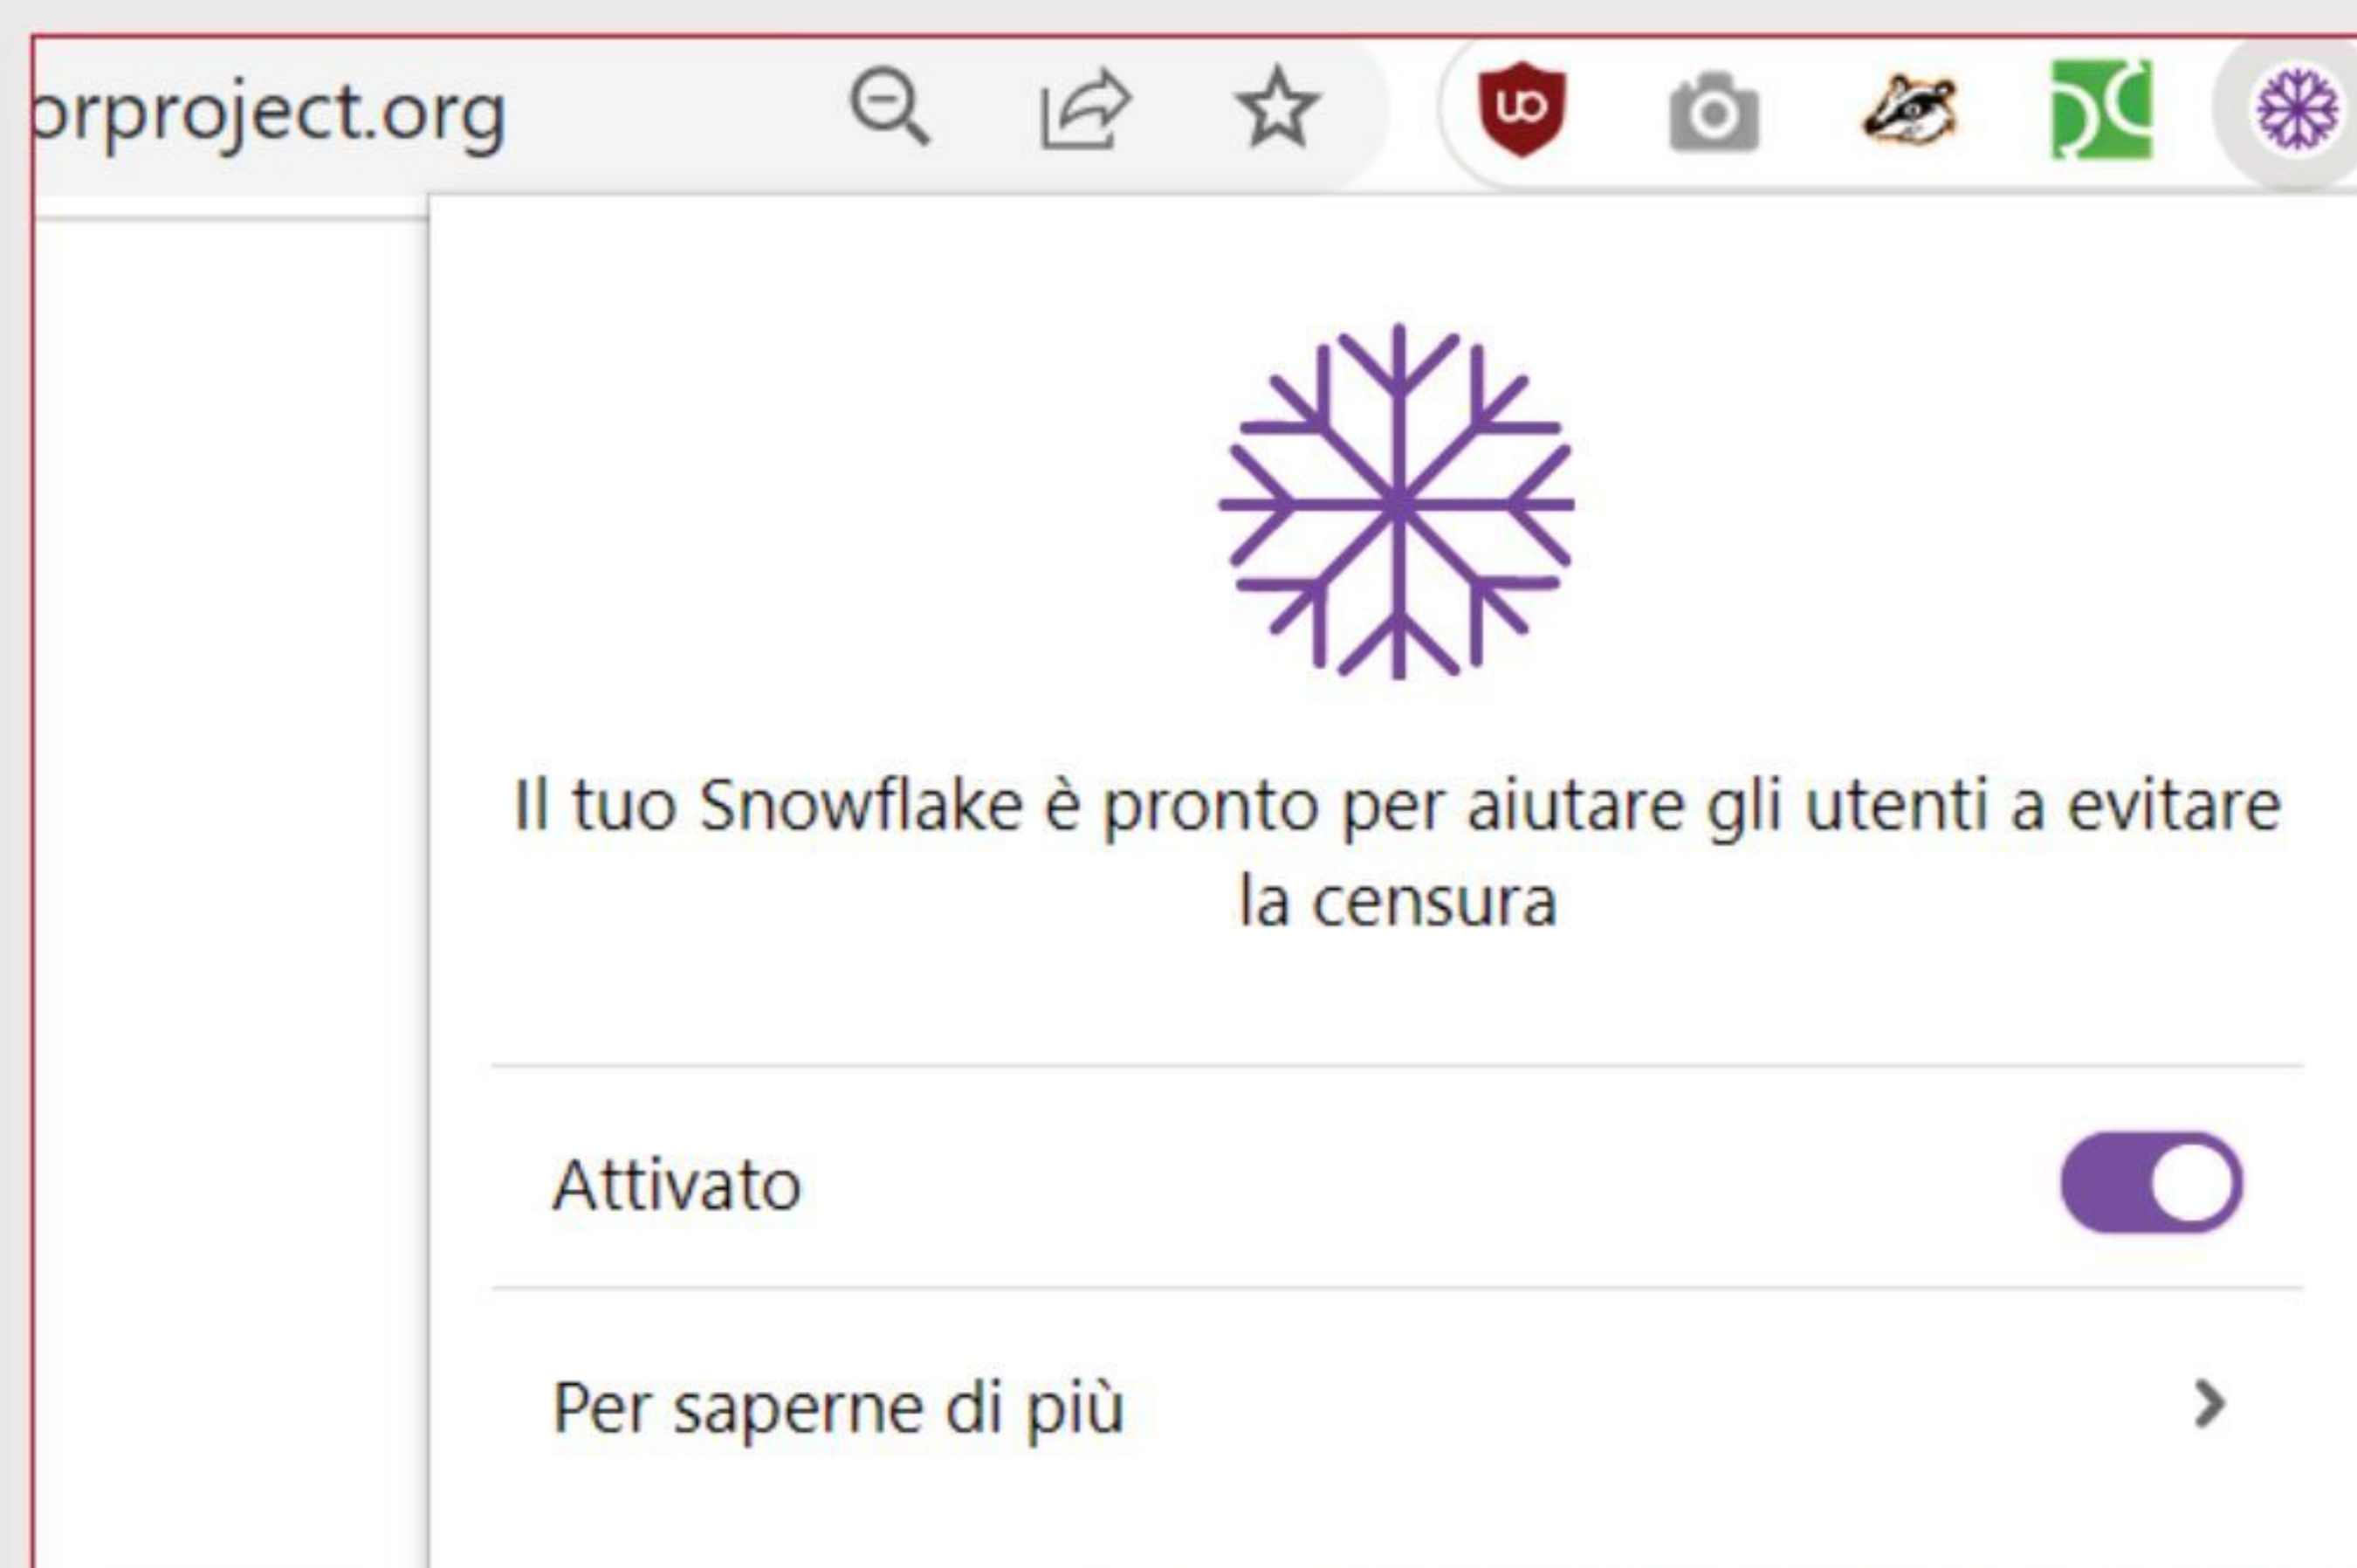 orproject.org
Il tuo Snowflake è pronto per aiutare gli utenti a evitare
la censura
Attivato
Per saperne di più